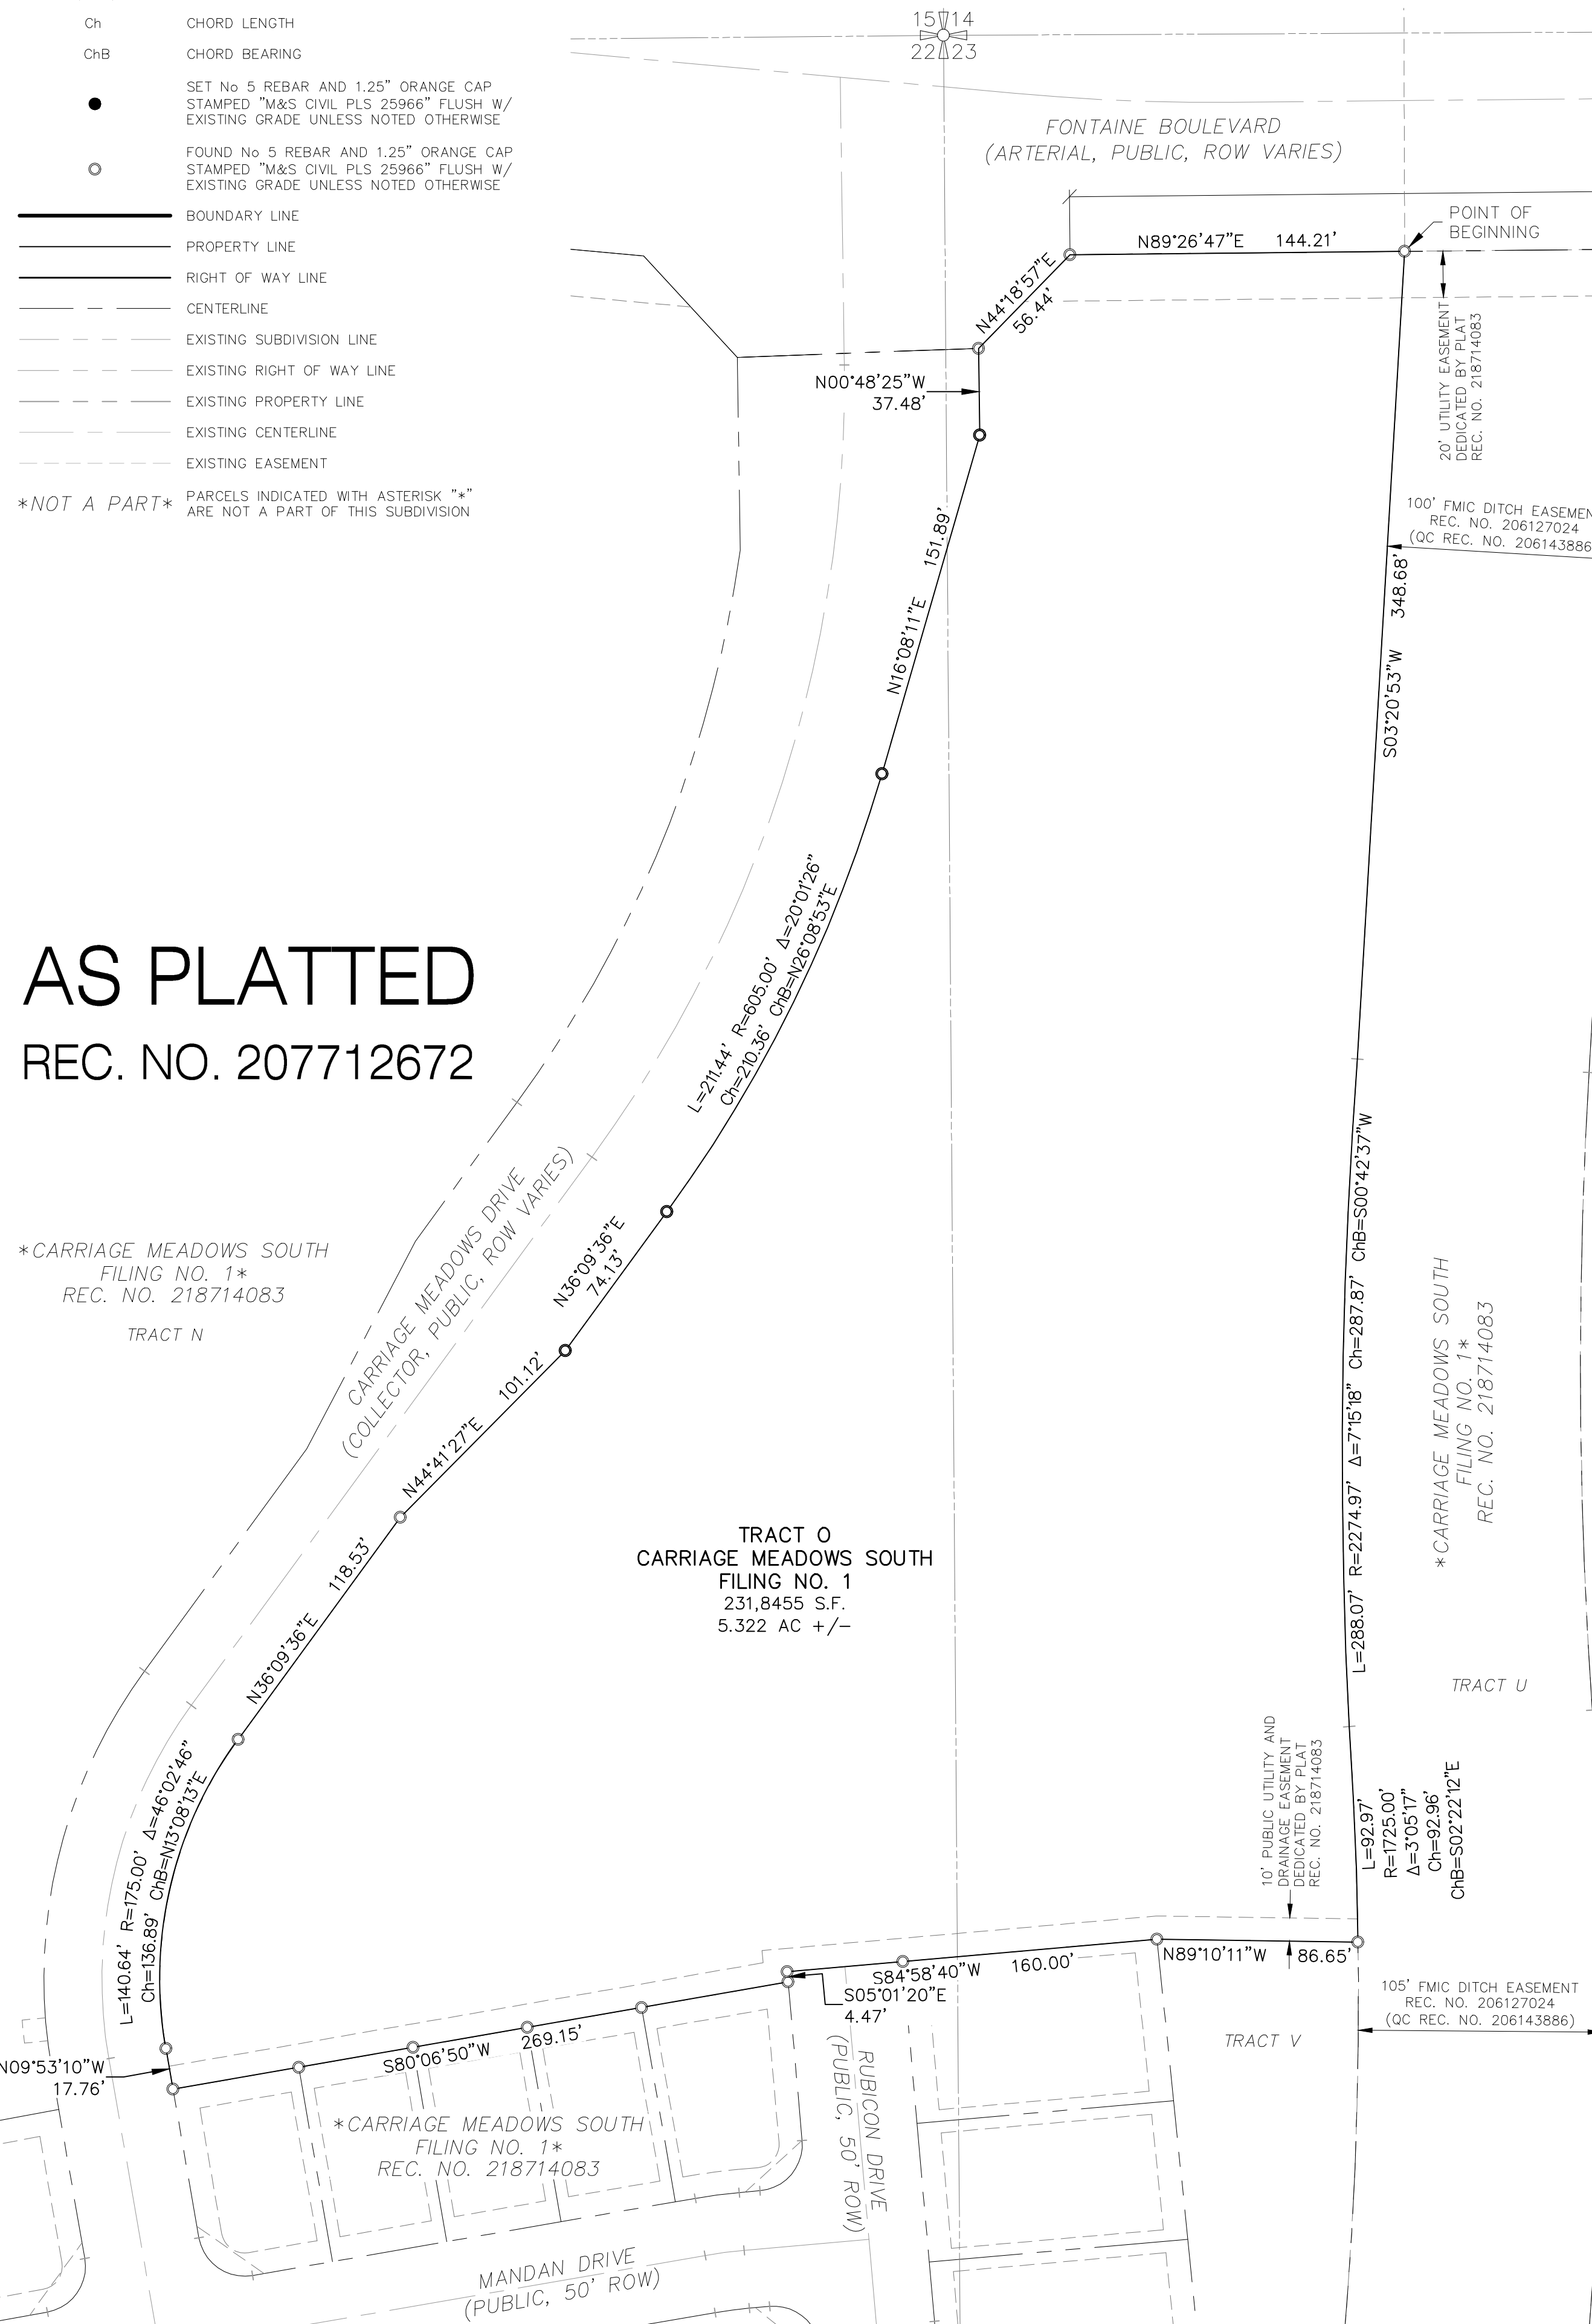 Ch CHORD LENGTH
ChB CHORD BEARING
SET No 5 REBAR AND 1.25" ORANGE CAP
STAMPED "M&S CIVIL PLS 25966" FLUSH W/
EXISTING GRADE UNLESS NOTED OTHERWISE
FOUND No 5 REBAR AND 1.25" ORANGE CAP
STAMPED "M&S CIVIL PLS 25966" FLUSH W/
EXISTING GRADE UNLESS NOTED OTHERWISE
BOUNDARY LINE
PROPERTY LINE
RIGHT OF WAY LINE
CENTERLINE
EXISTING SUBDIVISION LINE
EXISTING RIGHT OF WAY LINE
EXISTING PROPERTY LINE
EXISTING CENTERLINE
EXISTING EASEMENT
*NOT A PART* PARCELS INDICATED WITH ASTERISK "*"
ARE NOT A PART OF THIS SUBDIVISION
15 14
22 23
FONTAINE BOULEVARD
(ARTERIAL, PUBLIC, ROW VARIES)
POINT OF
BEGINNING
N89°26'47"E 144.21'
N44°18'57"E
56.44'
N00°48'25"W
37.48'
20' UTILITY EASEMENT
DEDICATED BY PLAT
REC. NO. 218714083
100' FMIC DITCH EASEMEN
REC. NO. 206127024
(QC REC. NO. 206143886
N16°08'11"E 151.89'
S03°20'53"W 348.68'
L=211.44' R=605.00' Δ=20°01'26"
Ch=210.36' ChB=N26°08'53"E
AS PLATTED
REC. NO. 207712672
CARRIAGE MEADOWS DRIVE
(COLLECTOR, PUBLIC, ROW VARIES)
*CARRIAGE MEADOWS SOUTH
FILING NO. 1*
REC. NO. 218714083
TRACT N
N36°09'36"E
74.13'
N44°41'27"E 101.12'
L=288.07' R=2274.97' Δ=7°15'18" Ch=287.87' ChB=S00°42'37"W
*CARRIAGE MEADOWS SOUTH
FILING NO. 1*
REC. NO. 218714083
TRACT U
TRACT O
CARRIAGE MEADOWS SOUTH
FILING NO. 1
231,8455 S.F.
5.322 AC +/-
N36°09'36"E 118.53'
L=140.64' R=175.00' Δ=46°02'46"
Ch=136.89' ChB=N13°08'13"E
10' PUBLIC UTILITY AND
DRAINAGE EASEMENT
DEDICATED BY PLAT
REC. NO. 218714083
L=92.97'
R=1725.00'
Δ=3°05'17"
Ch=92.96'
ChB=S02°22'12"E
N89°10'11"W 86.65'
S84°58'40"W 160.00'
S05°01'20"E
4.47'
S80°06'50"W 269.15'
N09°53'10"W
17.76'
105' FMIC DITCH EASEMENT
REC. NO. 206127024
(QC REC. NO. 206143886)
TRACT V
RUBICON DRIVE
(PUBLIC, 50' ROW)
*CARRIAGE MEADOWS SOUTH
FILING NO. 1*
REC. NO. 218714083
MANDAN DRIVE
(PUBLIC, 50' ROW)